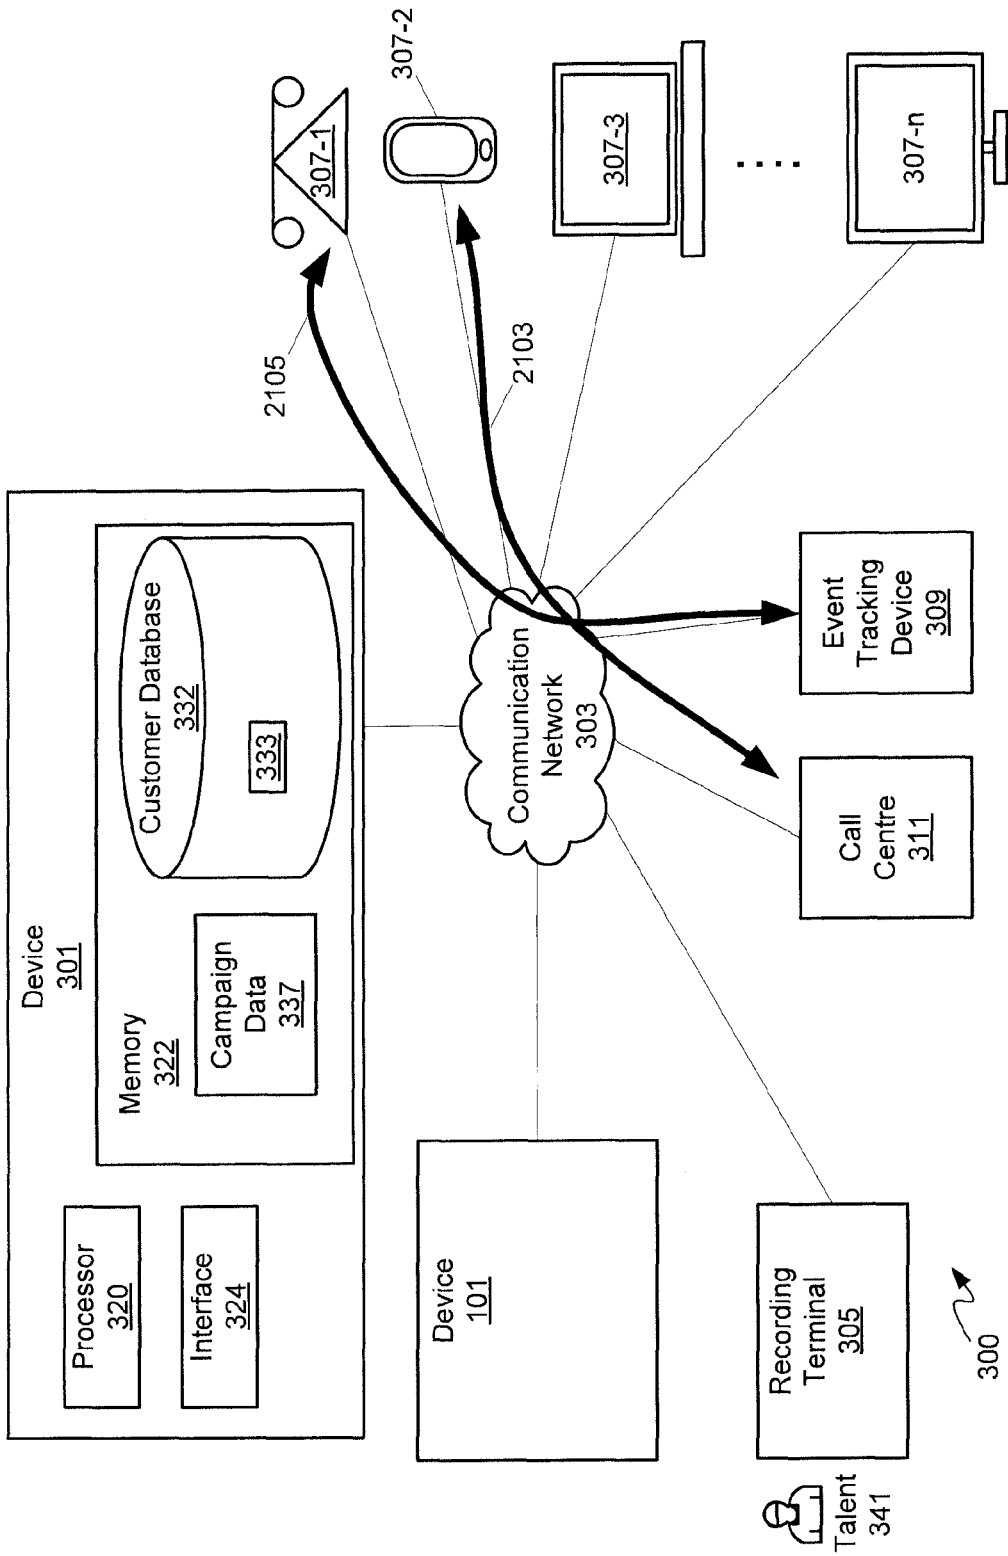 Device
301
Processor
320
Interface
324
Memory
322
Campaign
Data
337
Customer Database
332
333
Device
101
Communication
Network
303
2105
2103
307-1
307-2
307-3
307-n
Recording
Terminal
305
Talent
341
Call
Centre
311
Event
Tracking
Device
309
300